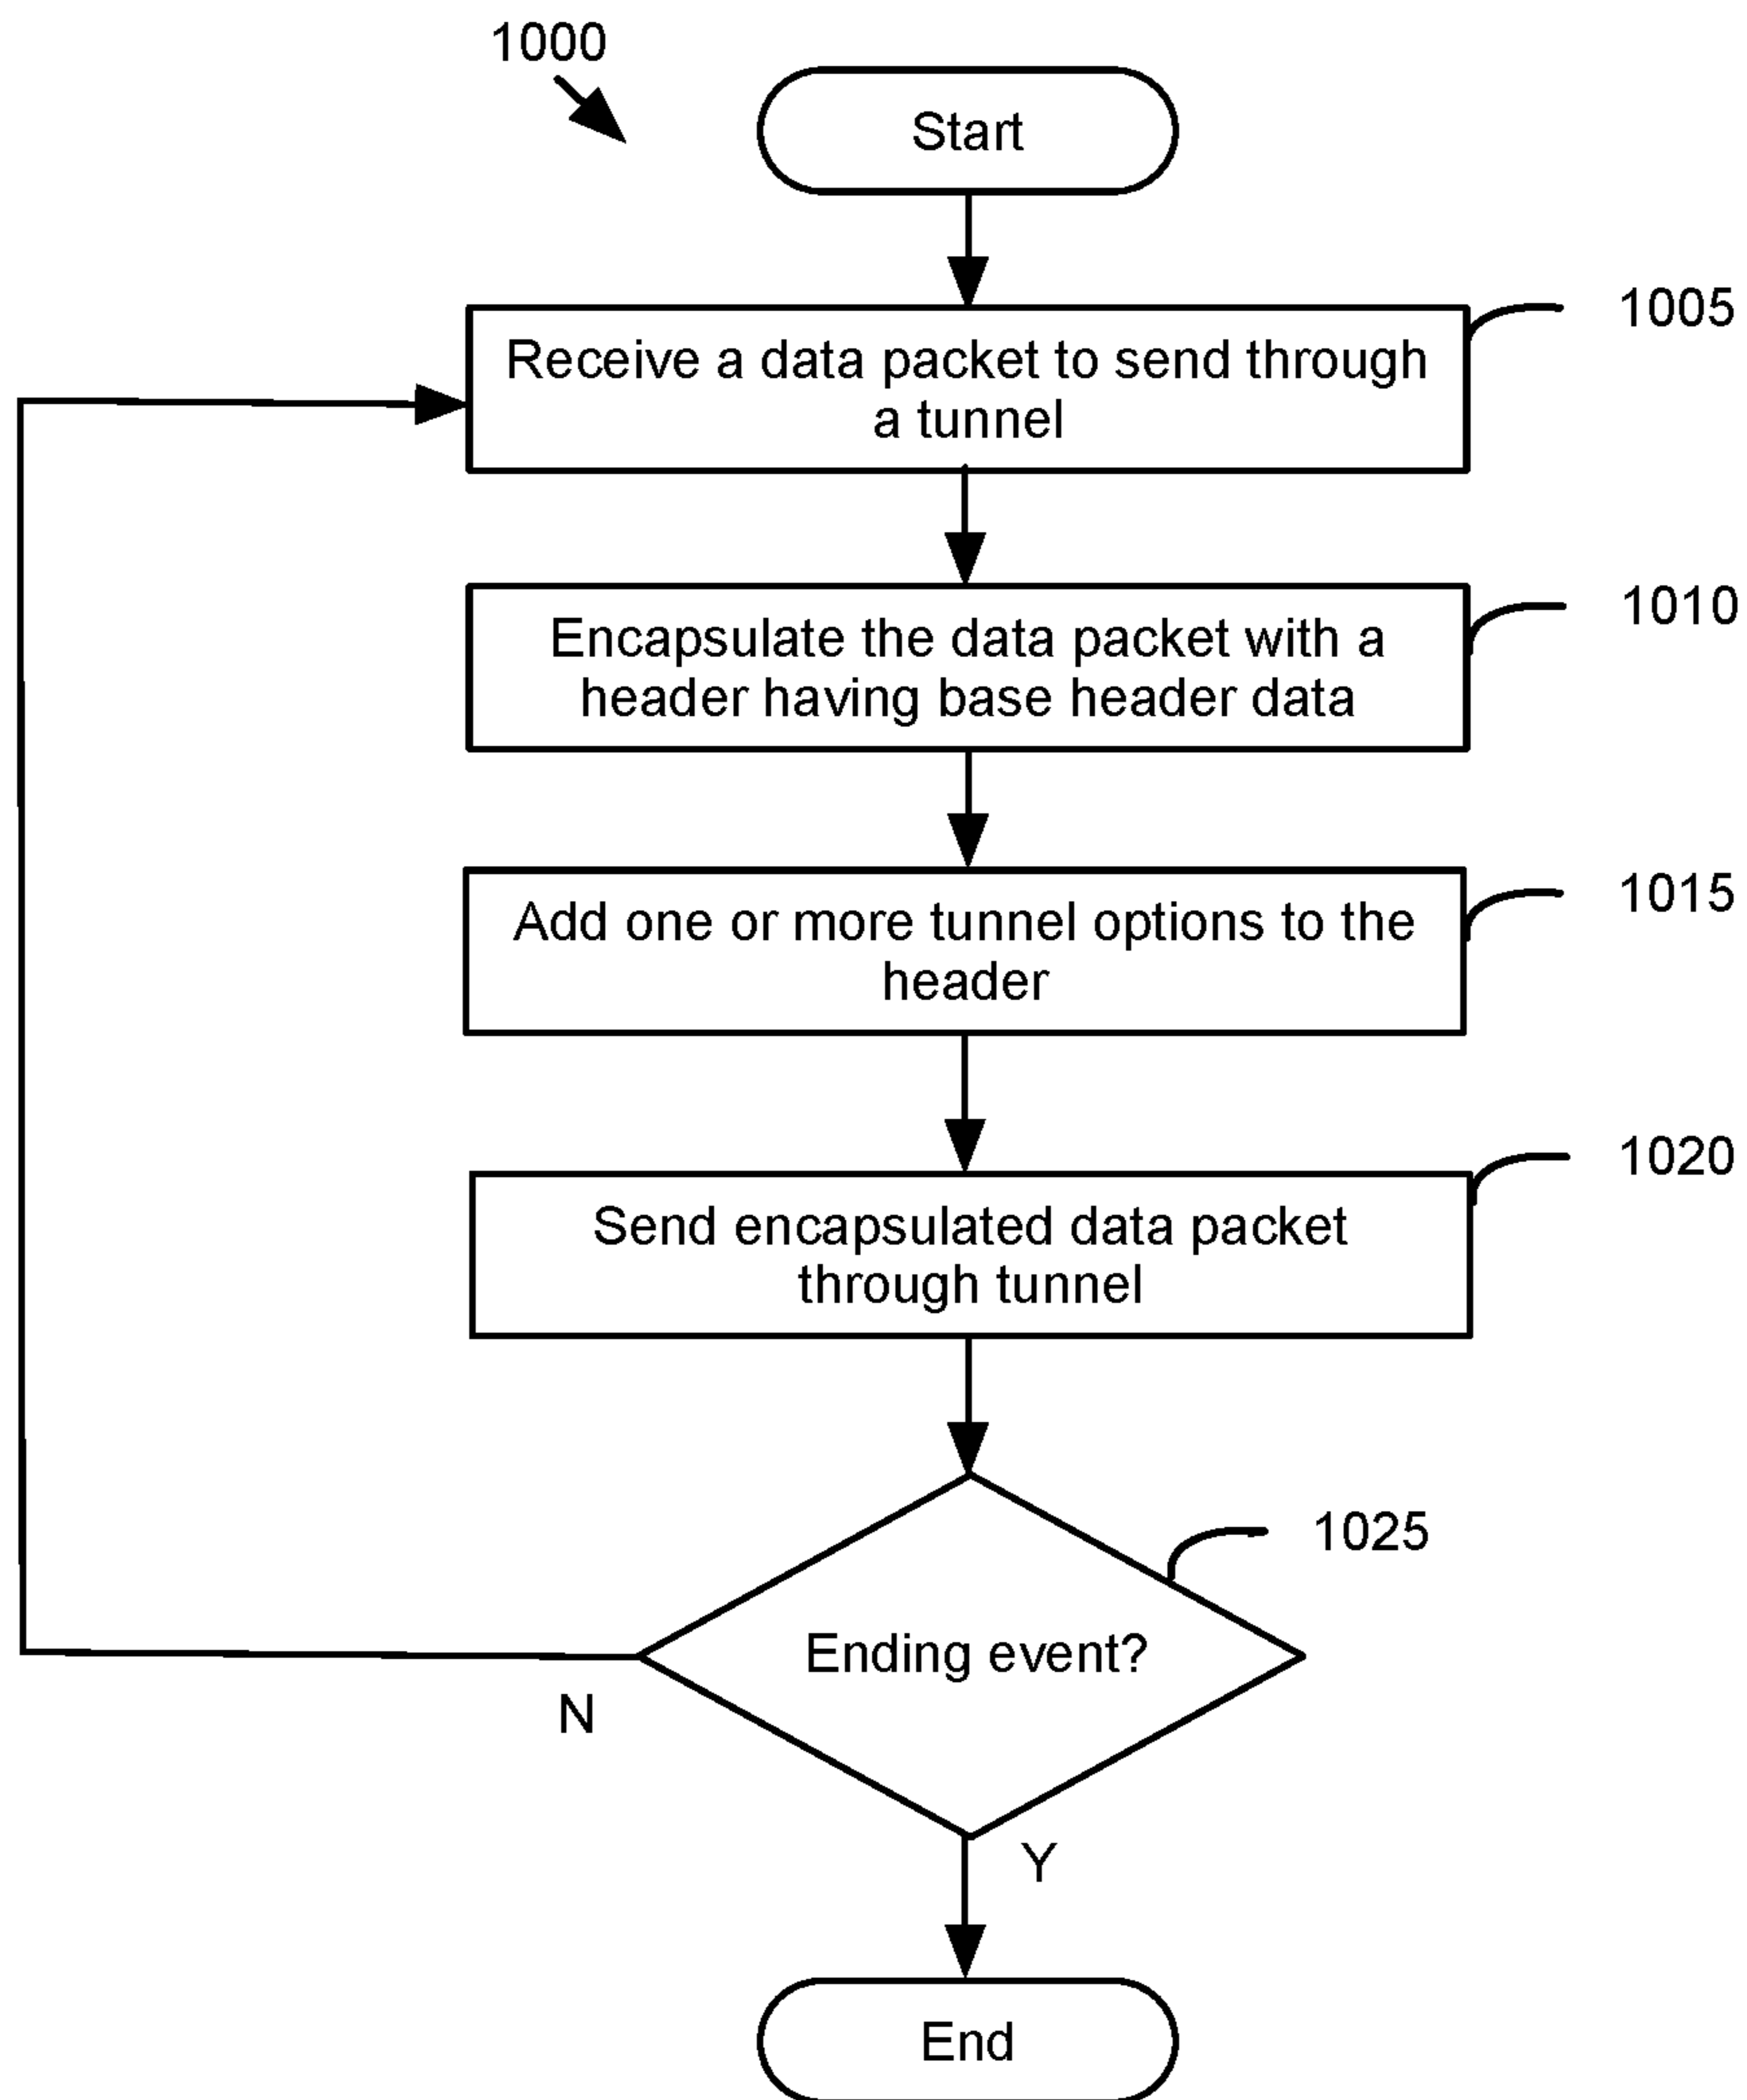 1000
Start
1005
Receive a data packet to send through
a tunnel
1010
Encapsulate the data packet with a
header having base header data
1015
Add one or more tunnel options to the
header
1020
Send encapsulated data packet
through tunnel
1025
Ending event?
N
Y
End